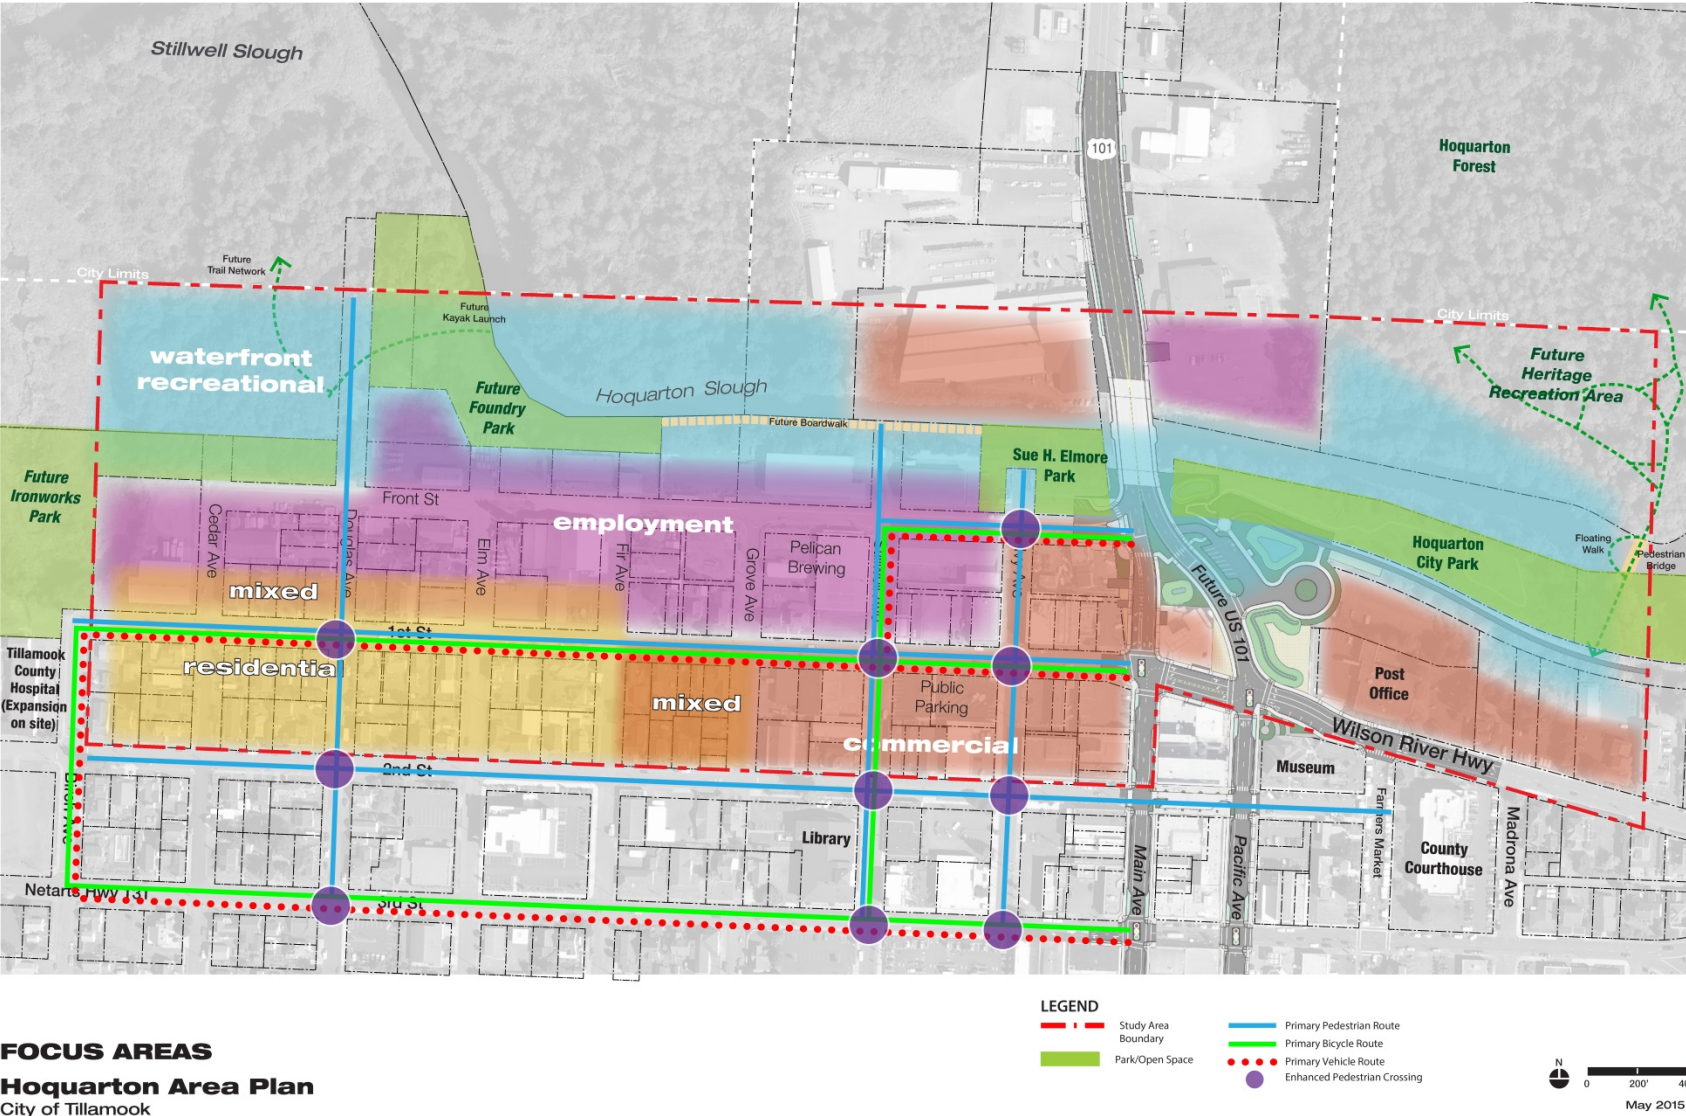 Stillwell Slough
101
Hoquarton
Forest
Future
Trail Network
City Limits
Future
Kayak Launch
City Limits
waterfront
recreational
Future
Heritage
Recreation Area
Hoquarton Slough
Future
Foundry
Park
Future Boardwalk
Sue H. Elmore
Park
Future
Ironworks
Park
Front St
employment
Cedar Ave
Douglas Ave
Elm Ave
Fir Ave
Grove Ave
Pelican
Brewing
Floating
Walk
Pedestrian
Bridge
Hoquarton
City Park
Future US 101
mixed
1st St
residential
Tillamook
County
Hospital
(Expansion
on site)
mixed
Public
Parking
Post
Office
commercial
Wilson River Hwy
2nd St
Museum
Library
Farmers Market
County
Courthouse
Madrona Ave
Main Ave
Pacific Ave
Netarts Hwy 131
3rd St
LEGEND
Study Area
Boundary
Park/Open Space
Primary Pedestrian Route
Primary Bicycle Route
Primary Vehicle Route
Enhanced Pedestrian Crossing
N
0 200'
May 2015
FOCUS AREAS
Hoquarton Area Plan
City of Tillamook